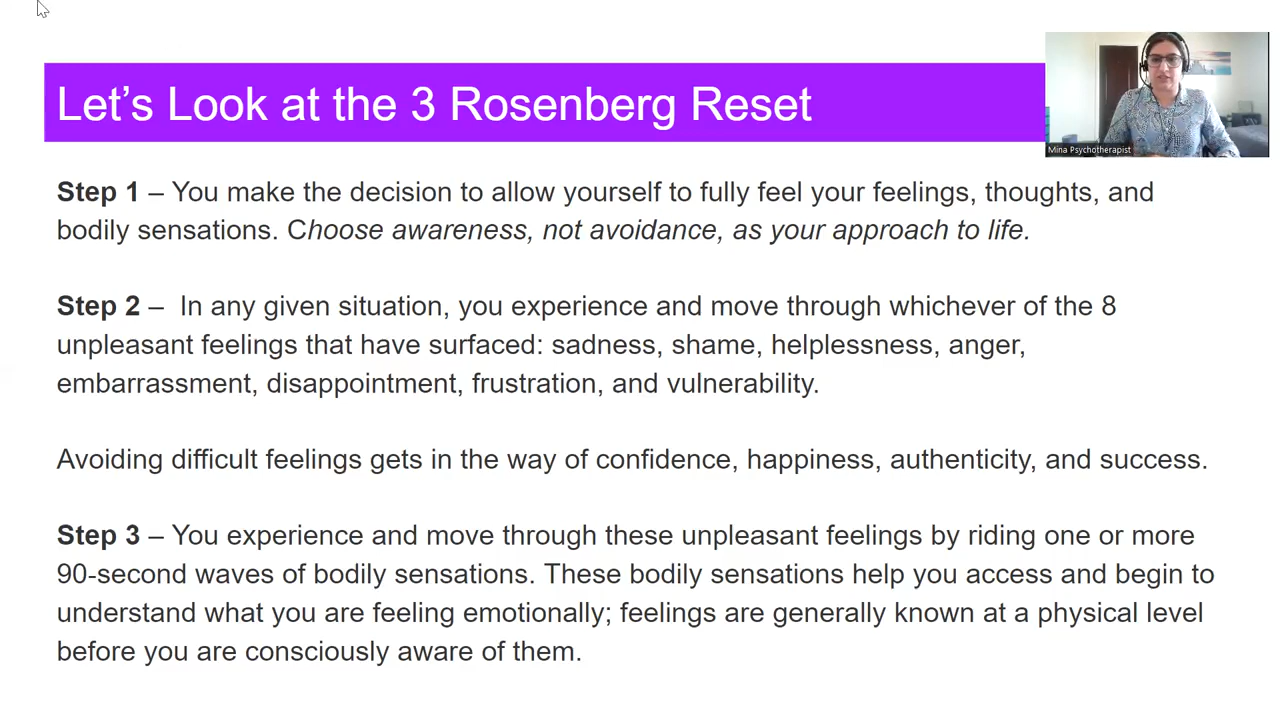 Let’s Look at the 3 Rosenberg Reset
Mina Psychotherapist
Step 1 – You make the decision to allow yourself to fully feel your feelings, thoughts, and
bodily sensations. Choose awareness, not avoidance, as your approach to life.
Step 2 – In any given situation, you experience and move through whichever of the 8
unpleasant feelings that have surfaced: sadness, shame, helplessness, anger,
embarrassment, disappointment, frustration, and vulnerability.
Avoiding difficult feelings gets in the way of confidence, happiness, authenticity, and success.
Step 3 – You experience and move through these unpleasant feelings by riding one or more
90-second waves of bodily sensations. These bodily sensations help you access and begin to
understand what you are feeling emotionally; feelings are generally known at a physical level
before you are consciously aware of them.